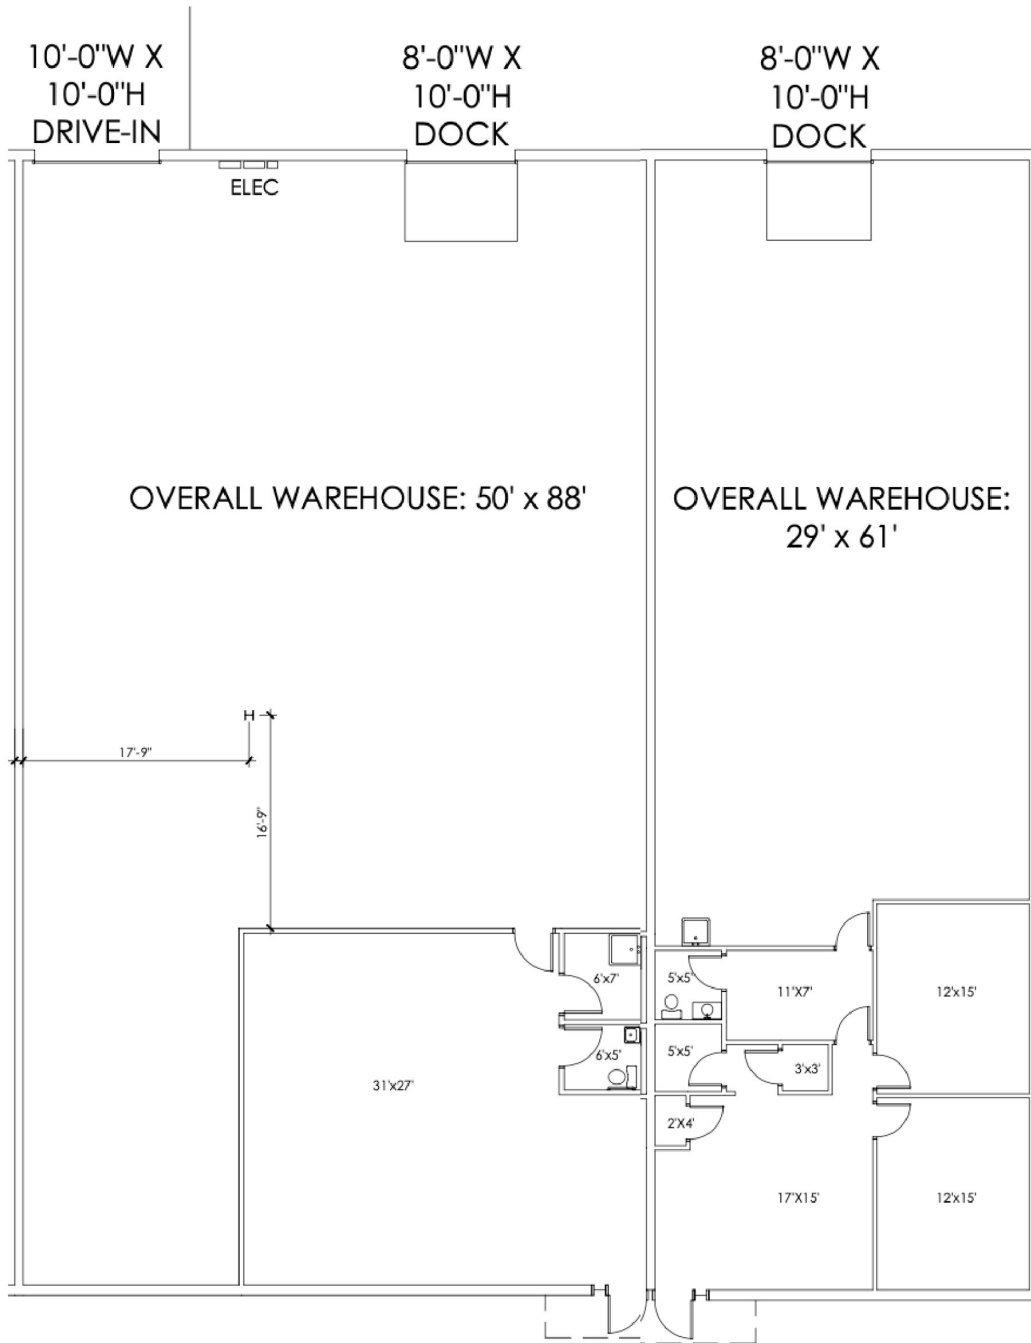 10'-0"W X
10'-0"H
DRIVE-IN
8'-0"W X
10'-0"H
DOCK
8'-0"W X
10'-0"H
DOCK
ELEC
OVERALL WAREHOUSE: 50' x 88'
OVERALL WAREHOUSE:
29' x 61'
H
17'-9"
16'-9"
6'x7'
5'x5'
11'X7'
12'x15'
6'x5'
5'x5'
3'x3'
31'x27'
2'X4'
17'X15'
12'x15'